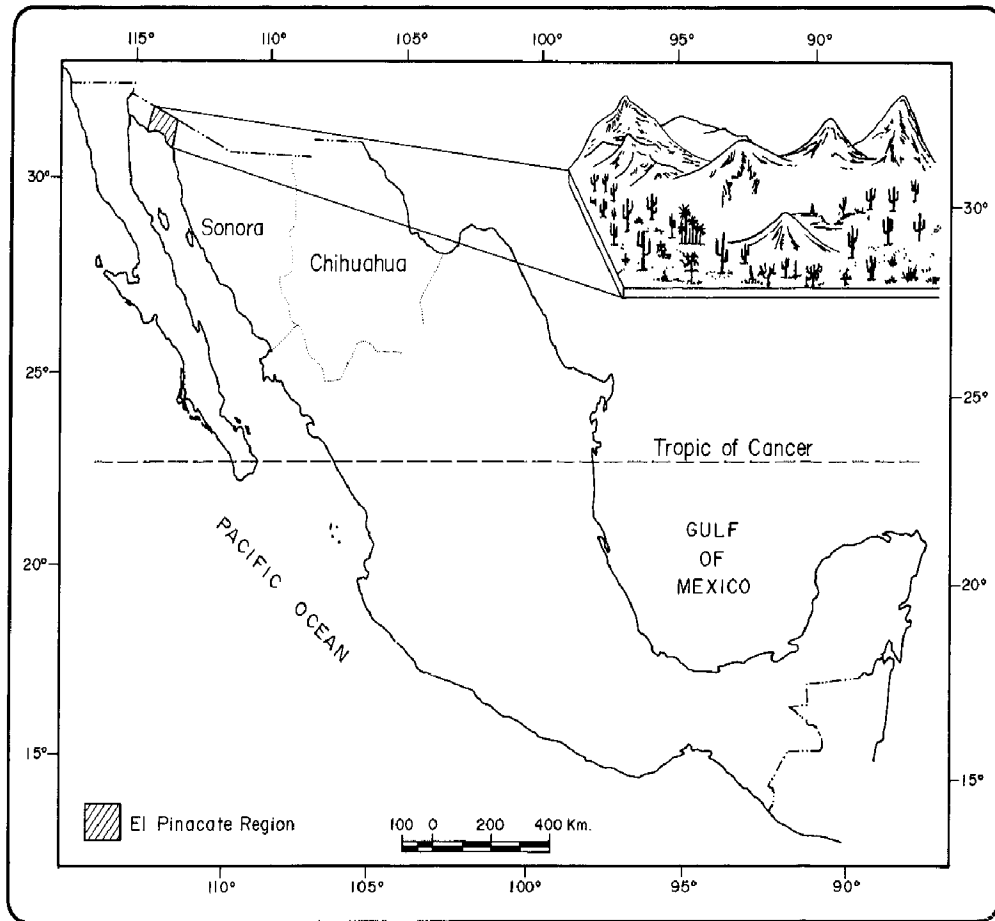 115° 110° 105° 100° 95° 90°
30°
30°
Sonora
Chihuahua
25°
25°
Tropic of Cancer
GULF
OF
MEXICO
20°
20°
PACIFIC OCEAN
15°
15°
El Pinacate Region
100 0 200 400 Km.
110° 105° 100° 95° 90°